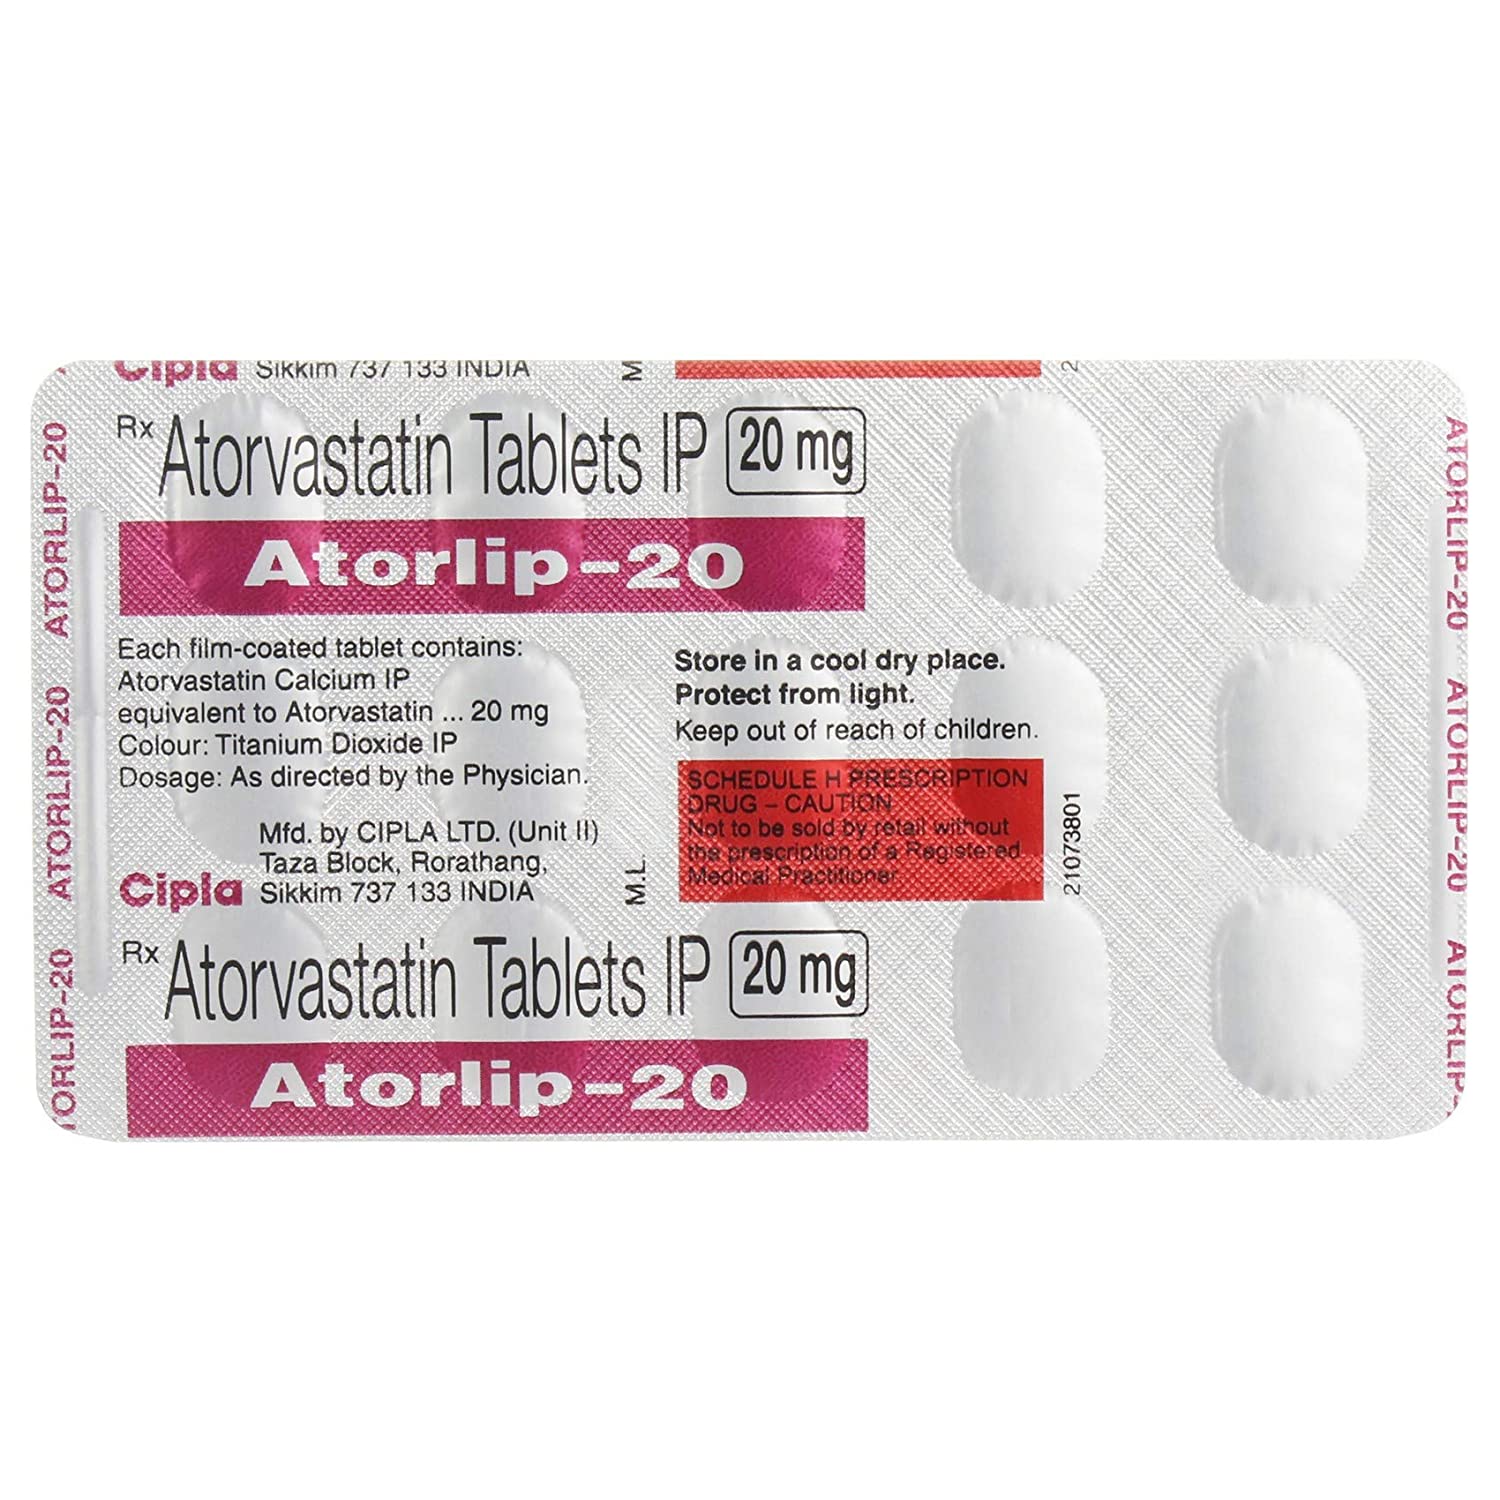 Cipla Sikkim 737 133 INDIA
Rx Atorvastatin Tablets IP 20 mg
Atorlip-20
Each film-coated tablet contains:
Atorvastatin Calcium IP
equivalent to Atorvastatin ... 20 mg
Colour: Titanium Dioxide IP
Dosage: As directed by the Physician.
Mfd. by CIPLA LTD. (Unit II)
Taza Block, Rorathang,
Cipla Sikkim 737 133 INDIA
M.L.
Store in a cool dry place.
Protect from light.
Keep out of reach of children.
SCHEDULE H PRESCRIPTION
DRUG – CAUTION
Not to be sold by retail without
the prescription of a Registered
Medical Practitioner
21073801
Rx Atorvastatin Tablets IP 20 mg
Atorlip-20
ATORLIP-20
ATORLIP-20
TORLIP-20
ATORLIP-20
ATORLIP-20
ATORLIP